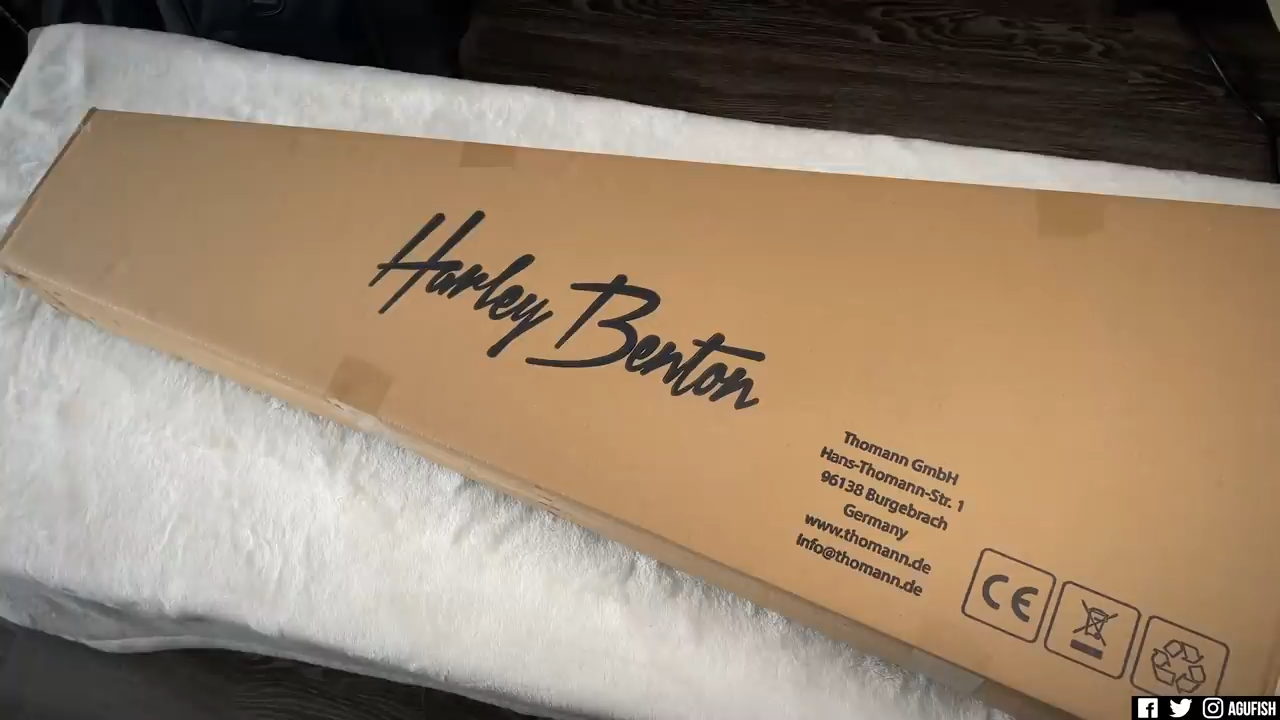 Harley Benton
Thomann GmbH
Hans-Thomann-Str. 1
96138 Burgebrach
Germany
www.thomann.de
Info@thomann.de
CE
AGUFISH